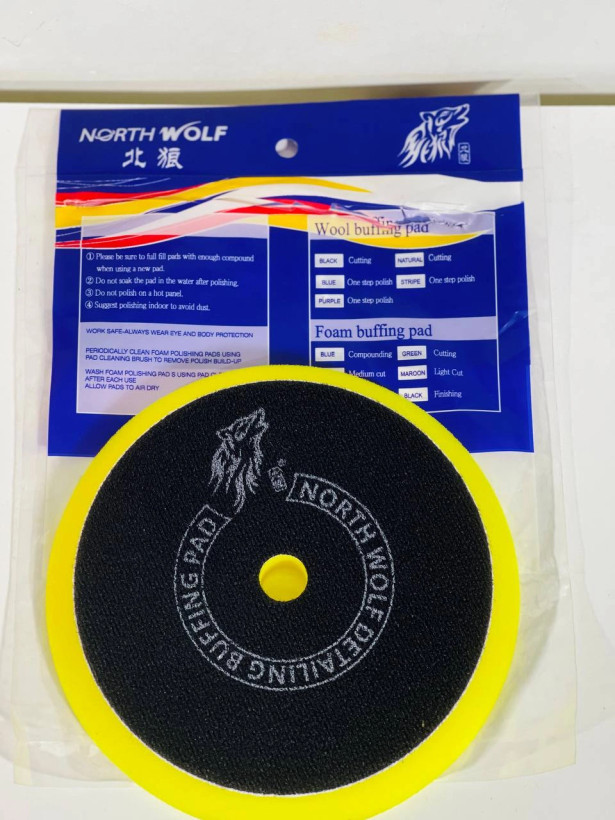 NORTH WOLF
北狼
北狼
① Please be sure to full fill pads with enough compound
when using a new pad.
② Do not soak the pad in the water after polishing.
③ Do not polish on a hot panel.
④ Suggest polishing indoor to avoid dust.
WORK SAFE-ALWAYS WEAR EYE AND BODY PROTECTION
PERIODICALLY CLEAN FOAM POLISHIING PADS USING
PAD CLEANING BRUSH TO REMOVE POLISH BUILD-UP
WASH FOAM POLISHING PAD S USING PAD
AFTER EACH USE
ALLOW PADS TO AIR DRY
Wool buffing pad
BLACK Cutting NATURAL Cutting
BLUE One step polish STRIPE One step polish
PURPLE One step polish
Foam buffing pad
BLUE Compounding GREEN Cutting
Medium cut MAROON Light Cut
BLACK Finishing
北狼
NORTH WOLF DETAILING BUFFING PAD